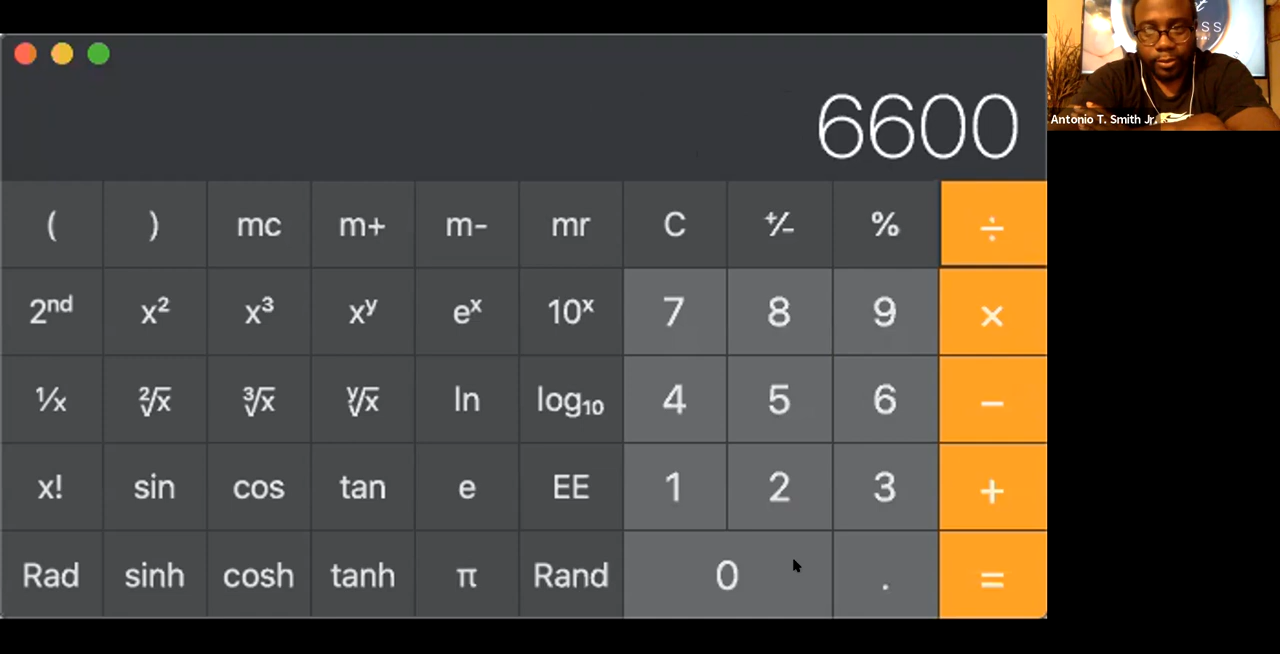 6600
( ) mc m+ m- mr C ⁺∕₋ % ÷
2ⁿᵈ x² x³ xʸ eˣ 10ˣ 7 8 9 ×
¹∕x ²√x ³√x ʸ√x ln log₁₀ 4 5 6 −
x! sin cos tan e EE 1 2 3 +
Rad sinh cosh tanh π Rand 0 . =
Antonio T. Smith Jr.